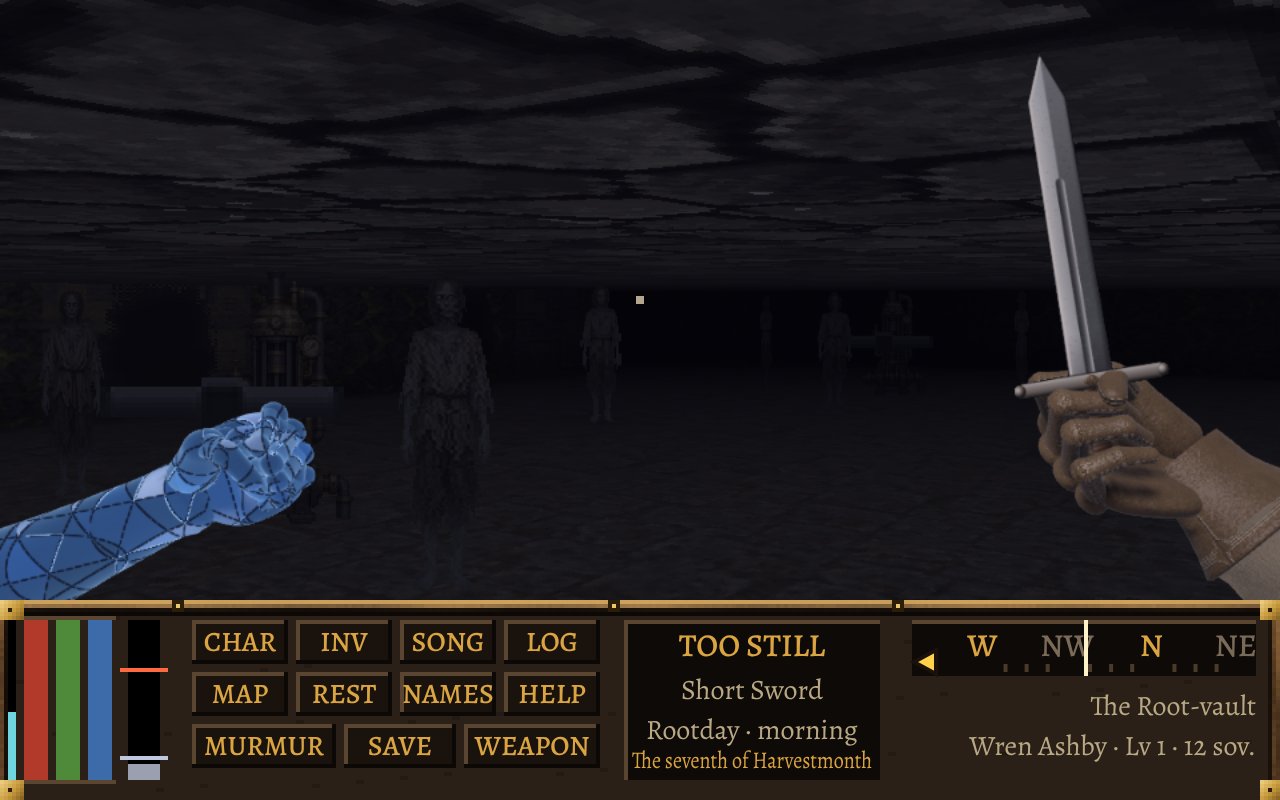 CHAR INV SONG LOG
MAP REST NAMES HELP
MURMUR SAVE WEAPON
TOO STILL
Short Sword
Rootday · morning
The seventh of Harvestmonth
W NW N NE
The Root-vault
Wren Ashby · Lv 1 · 12 sov.